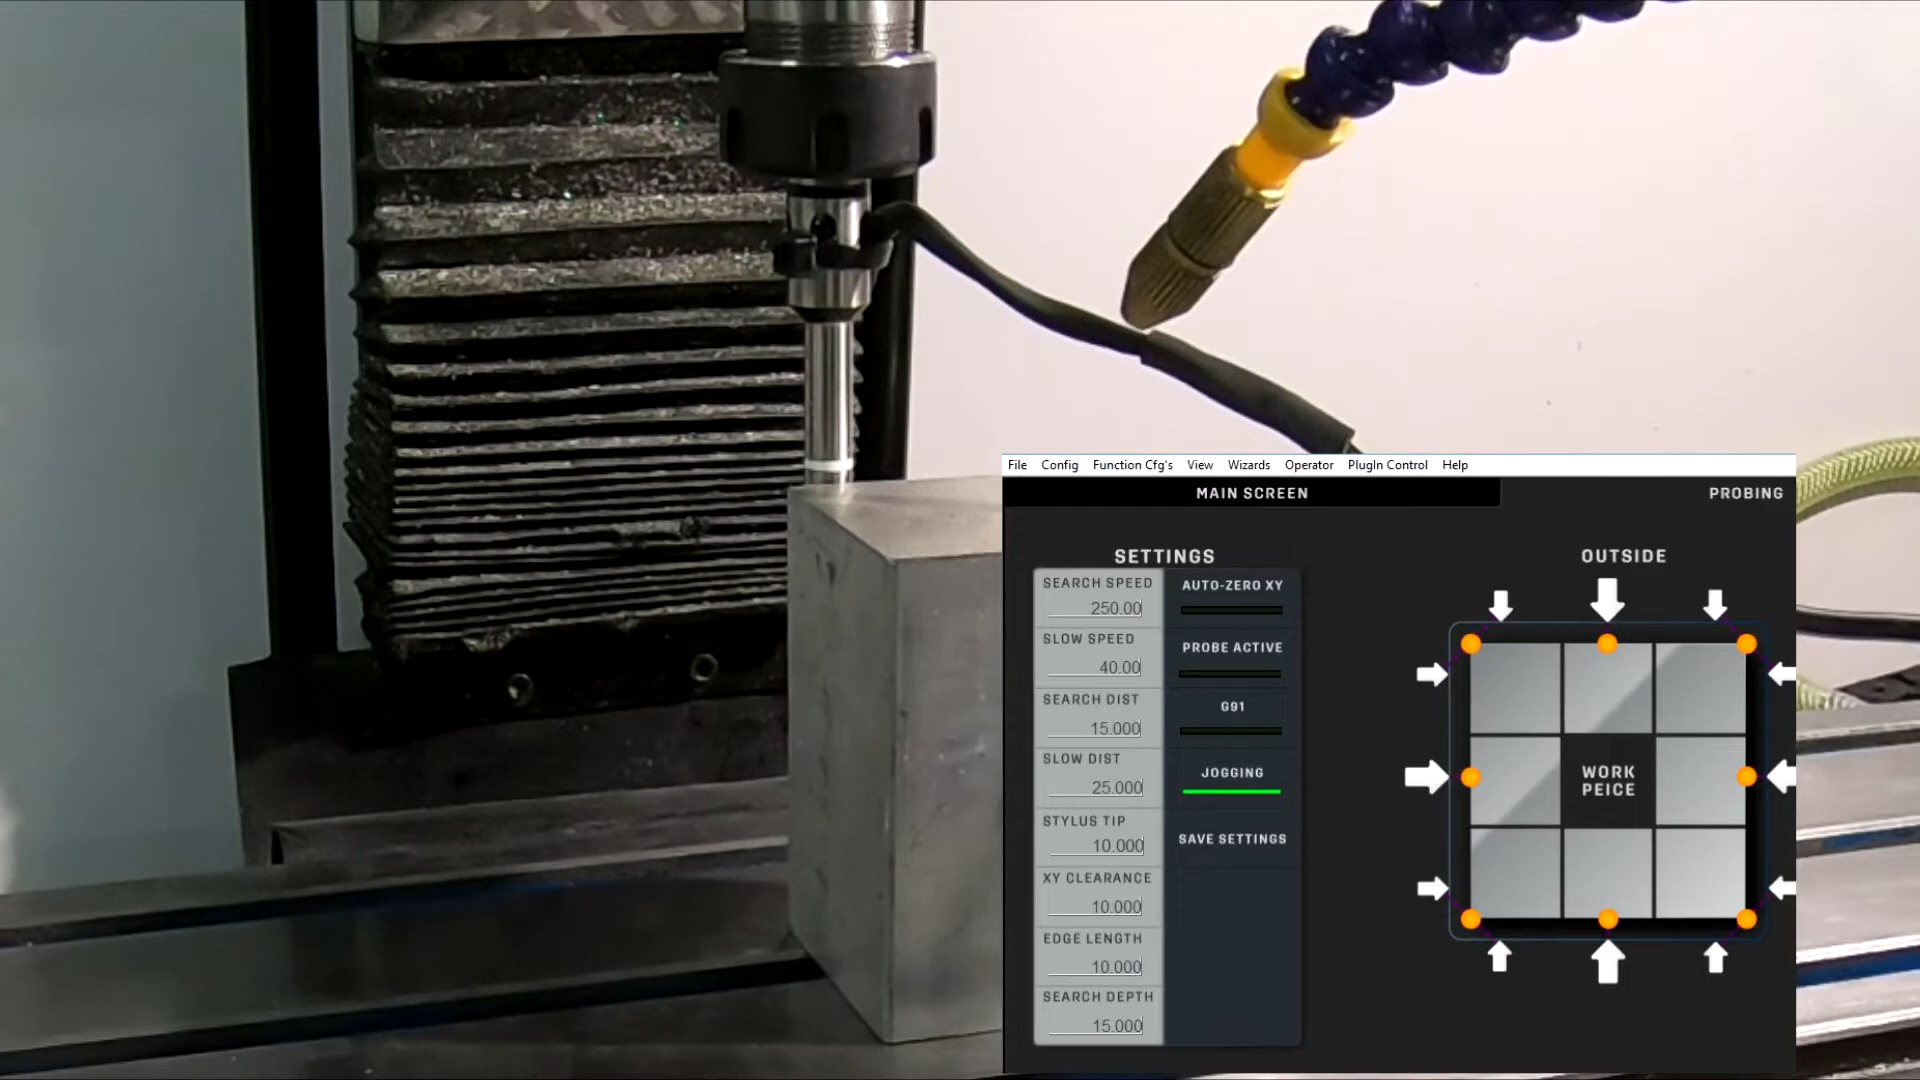 File Config Function Cfg's View Wizards Operator PlugIn Control Help
MAIN SCREEN
PROBING
SETTINGS
SEARCH SPEED
250.00
SLOW SPEED
40.00
SEARCH DIST
15.000
SLOW DIST
25.000
STYLUS TIP
10.000
XY CLEARANCE
10.000
EDGE LENGTH
10.000
SEARCH DEPTH
15.000
AUTO-ZERO XY
PROBE ACTIVE
G91
JOGGING
SAVE SETTINGS
OUTSIDE
WORK
PEICE